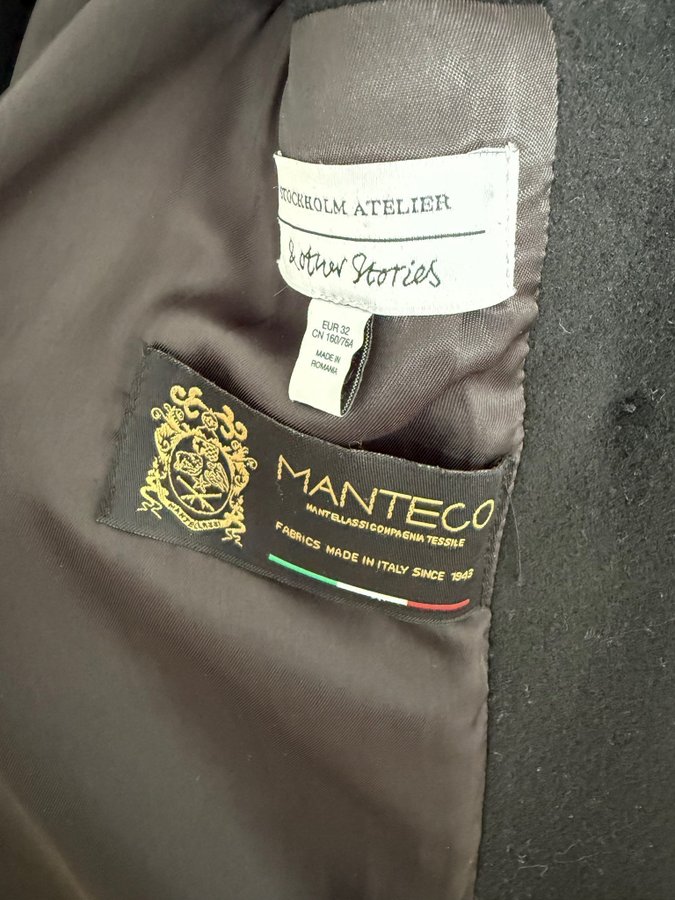 STOCKHOLM ATELIER
& Other Stories
EUR 32
CN 160/76A
MADE IN
ROMANIA
MANTECO
MANTELLASSI COMPAGNIA TESSILE
FABRICS MADE IN ITALY SINCE 1943
MANTELLASSI